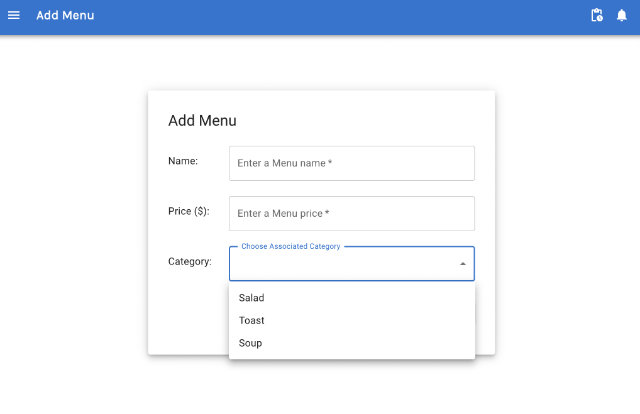 Add Menu
Add Menu
Name:
Enter a Menu name *
Price ($):
Enter a Menu price *
Choose Associated Category
Category:
Salad
Toast
Soup